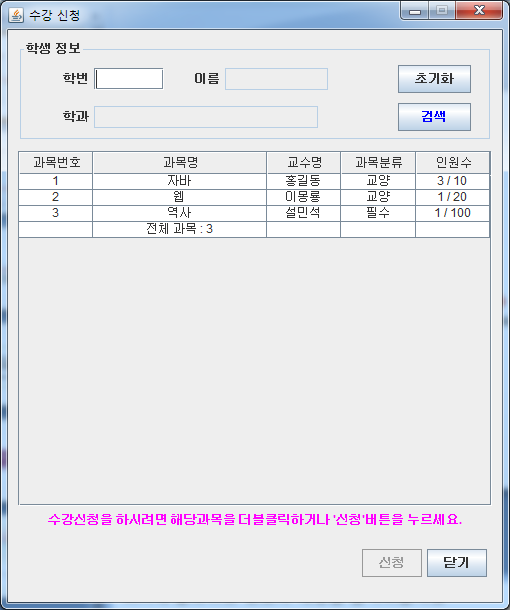 수강 신청
학생 정보
학번 이름 초기화
학과 검색
과목번호 과목명 교수명 과목분류 인원수
1 자바 홍길동 교양 3 / 10
2 웹 이몽룡 교양 1 / 20
3 역사 설민석 필수 1 / 100
전체 과목 : 3
수강신청을 하시려면 해당과목을 더블클릭하거나 '신청'버튼을 누르세요.
신청 닫기